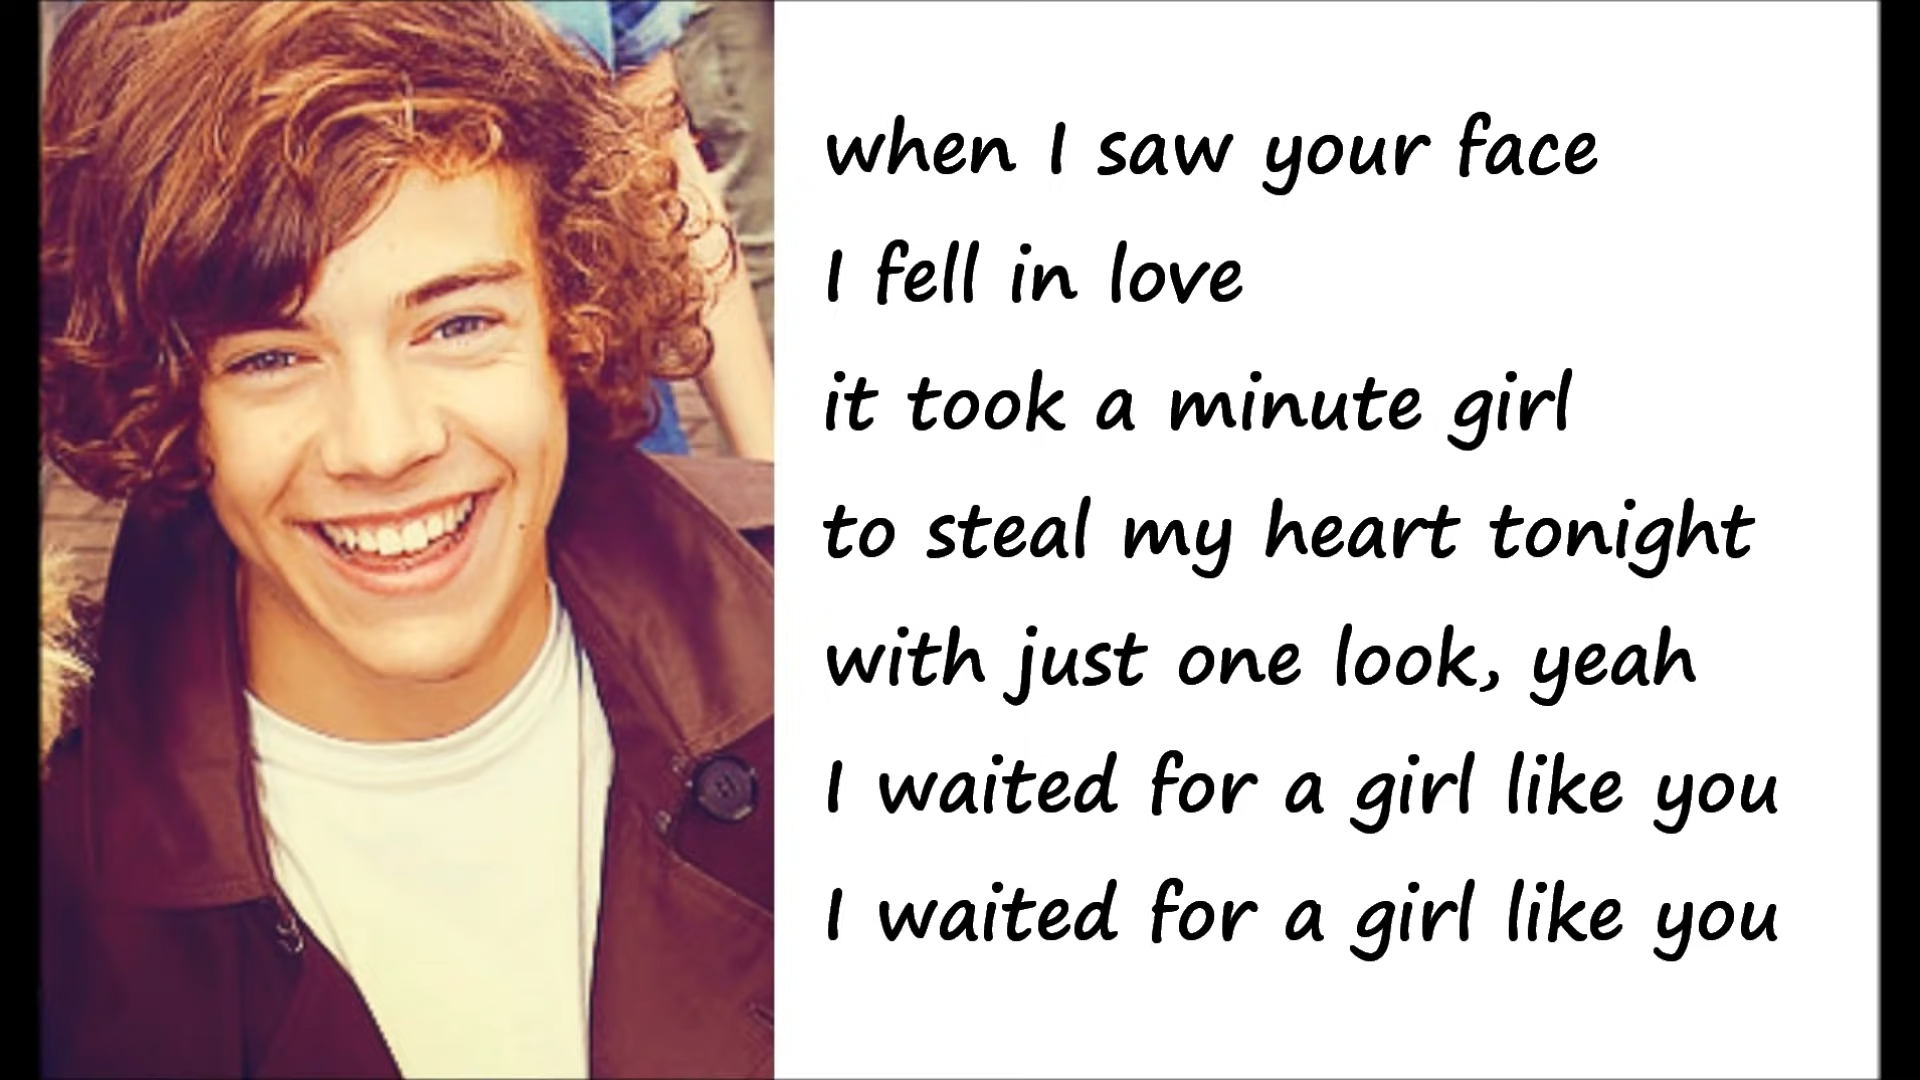 when I saw your face
I fell in love
it took a minute girl
to steal my heart tonight
with just one look, yeah
I waited for a girl like you
I waited for a girl like you